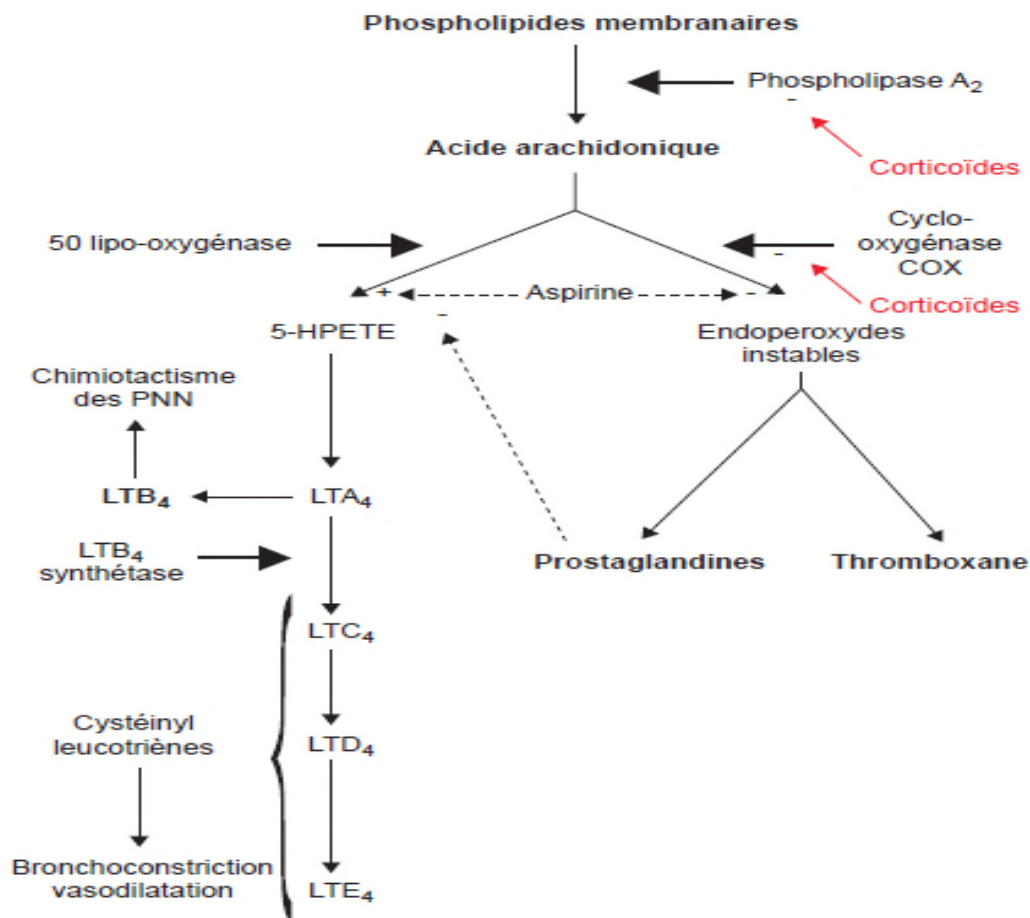 Phospholipides membranaires
Phospholipase A2
-
Acide arachidonique
Corticoïdes
50 lipo-oxygénase
Cyclo-
oxygénase
COX
-
+
Aspirine
-
Corticoïdes
-
5-HPETE
Endoperoxydes
instables
Chimiotactisme
des PNN
LTB4
LTA4
LTB4
synthétase
Prostaglandines
Thromboxane
LTC4
Cystéinyl
leucotriènes
LTD4
Bronchoconstriction
vasodilatation
LTE4